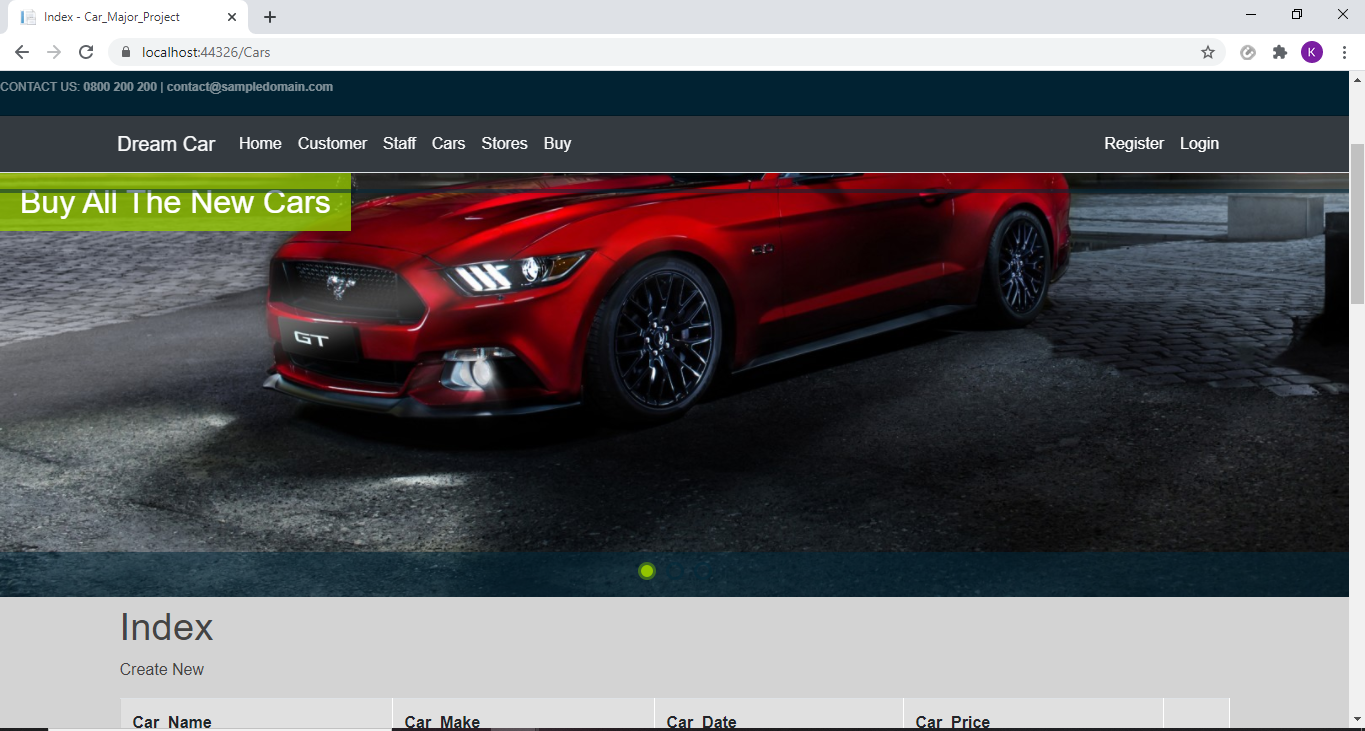 Index - Car_Major_Project
localhost:44326/Cars
K
CONTACT US: 0800 200 200 | contact@sampledomain.com
Dream Car Home Customer Staff Cars Stores Buy Register Login
Buy All The New Cars
GT
Index
Create New
Car_Name Car_Make Car_Date Car_Price